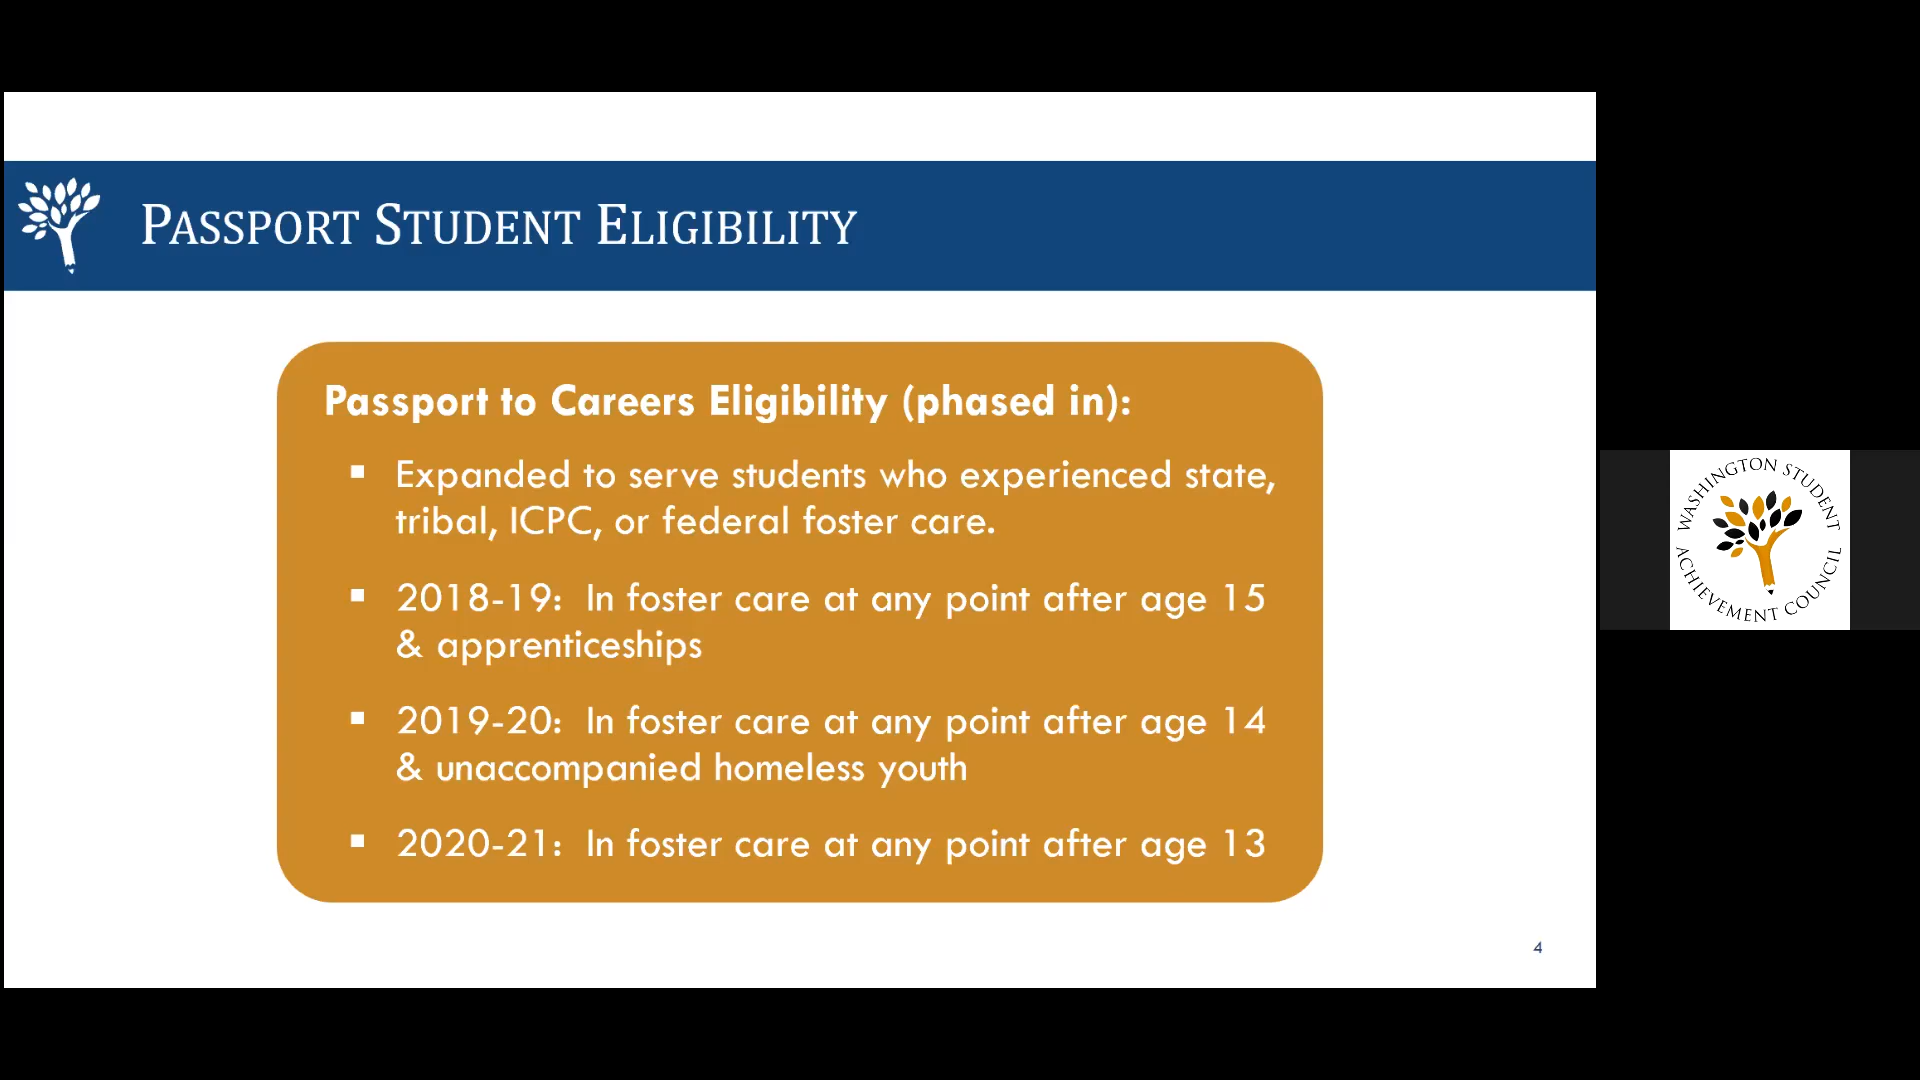 PASSPORT STUDENT ELIGIBILITY
Passport to Careers Eligibility (phased in):
▪ Expanded to serve students who experienced state,
tribal, ICPC, or federal foster care.
▪ 2018-19: In foster care at any point after age 15
& apprenticeships
▪ 2019-20: In foster care at any point after age 14
& unaccompanied homeless youth
▪ 2020-21: In foster care at any point after age 13
4
WASHINGTON STUDENT
ACHIEVEMENT COUNCIL